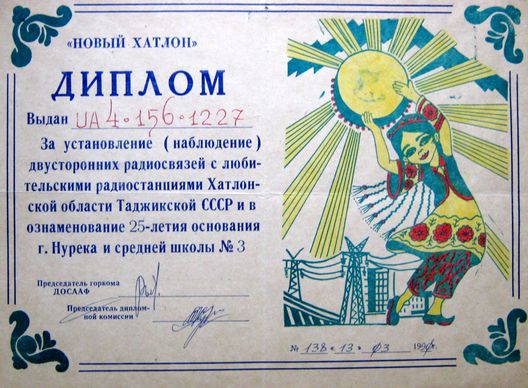 «НОВЫЙ ХАТЛОН»
ДИПЛОМ
Выдан UA4-156-1227
За установление (наблюдение)
двусторонних радиосвязей с люби-
тельскими радиостанциями Хатлон-
ской области Таджикской ССР и в
ознаменование 25-летия основания
г. Нурека и средней школы № 3
Председатель горкома
ДОСААФ
Председатель диплом-
ной комиссии
№ 138 • 13 • 03 199